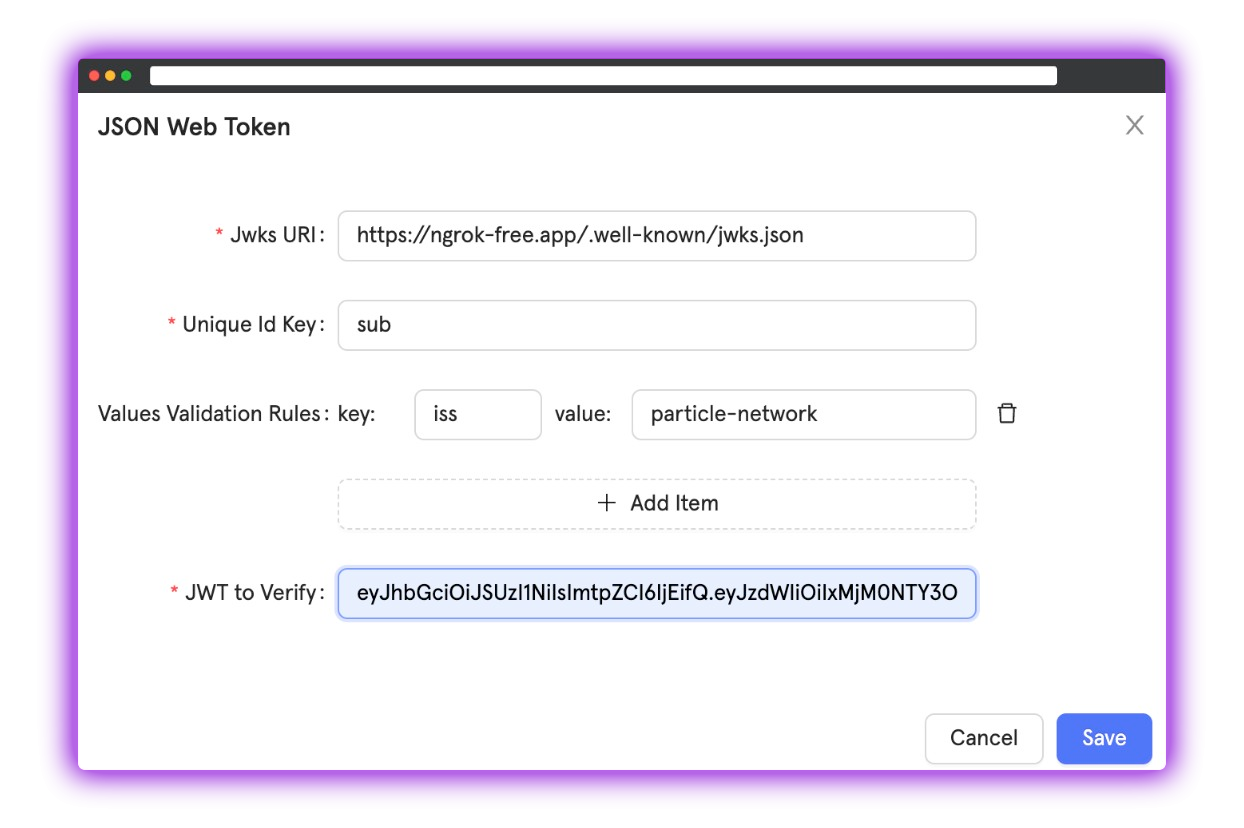 JSON Web Token
* Jwks URI: https://ngrok-free.app/.well-known/jwks.json
* Unique Id Key: sub
Values Validation Rules: key: iss value: particle-network
+ Add Item
* JWT to Verify: eyJhbGciOiJSUzI1NiIsImtpZCI6IjEifQ.eyJzdWIiOiIxMjM0NTY3O
Cancel Save